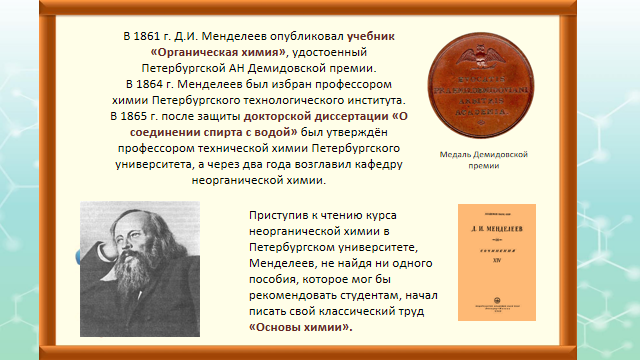 В 1861 г. Д.И. Менделеев опубликовал учебник
«Органическая химия», удостоенный
Петербургской АН Демидовской премии.
В 1864 г. Менделеев был избран профессором
химии Петербургского технологического института.
В 1865 г. после защиты докторской диссертации «О
соединении спирта с водой» был утверждён
профессором технической химии Петербургского
университета, а через два года возглавил кафедру
неорганической химии.
Медаль Демидовской
премии
Приступив к чтению курса
неорганической химии в
Петербургском университете,
Менделеев, не найдя ни одного
пособия, которое мог бы
рекомендовать студентам, начал
писать свой классический труд
«Основы химии».
Д. И. МЕНДЕЛЕЕВ
СОЧИНЕНИЯ
XIV